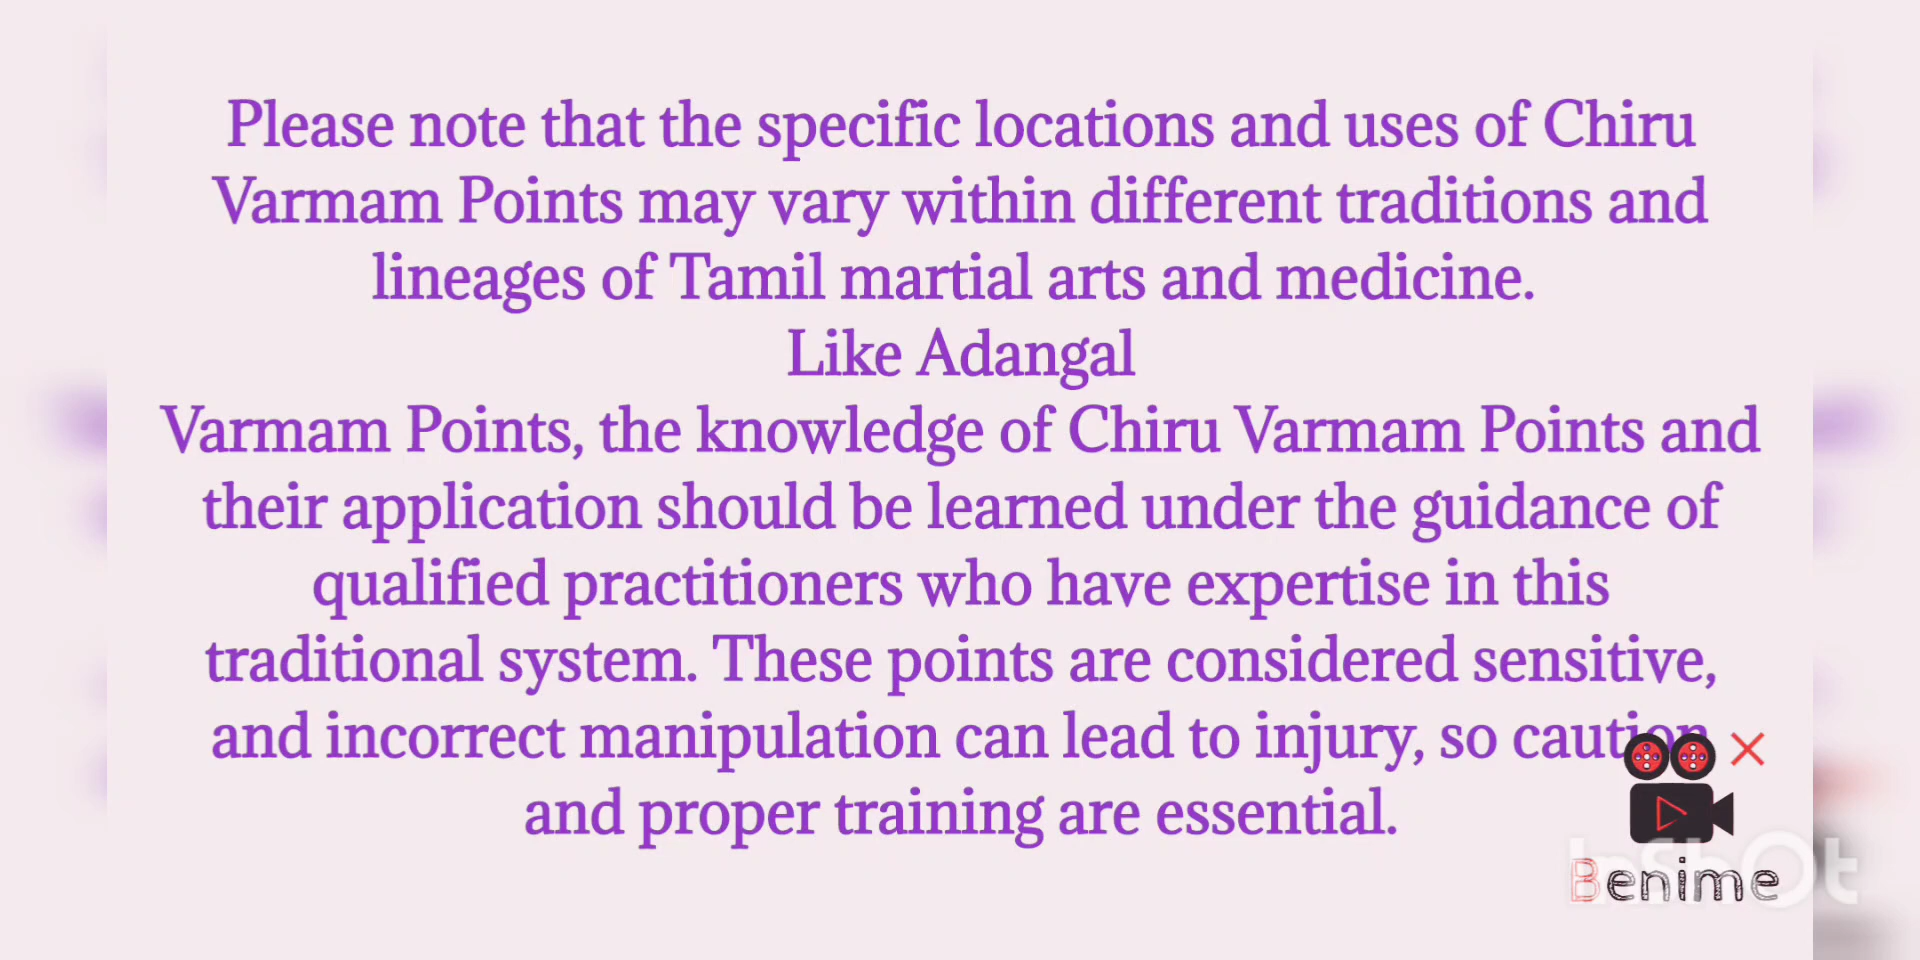 Please note that the specific locations and uses of Chiru
Varmam Points may vary within different traditions and
lineages of Tamil martial arts and medicine.
Like Adangal
Varmam Points, the knowledge of Chiru Varmam Points and
their application should be learned under the guidance of
qualified practitioners who have expertise in this
traditional system. These points are considered sensitive,
and incorrect manipulation can lead to injury, so caution
and proper training are essential.
InShOt
Benime